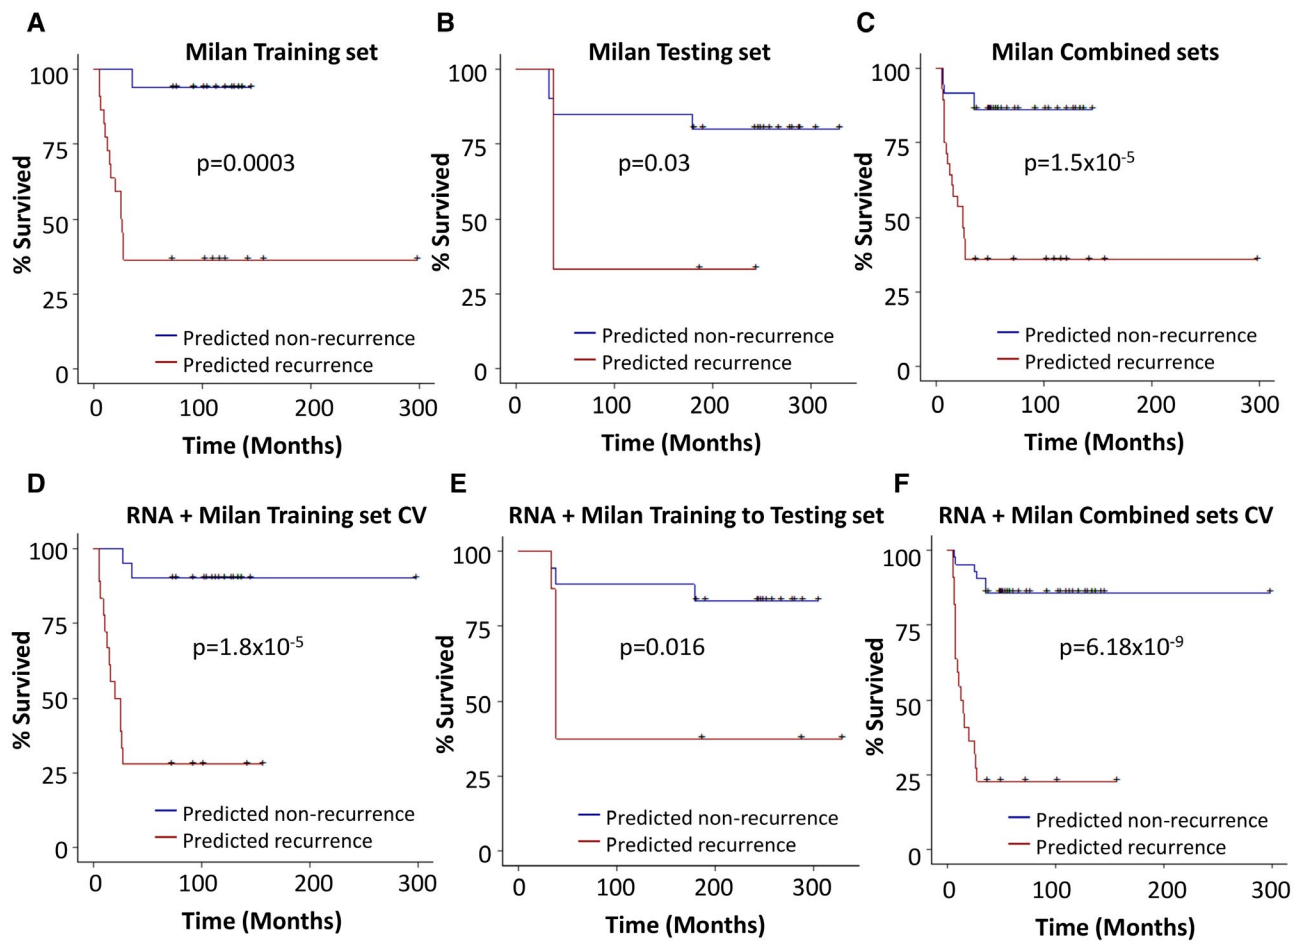 A
Milan Training set
100
75
50
25
0
% Survived
p=0.0003
Predicted non-recurrence
Predicted recurrence
0 100 200 300
Time (Months)
B
Milan Testing set
100
75
50
25
0
% Survived
p=0.03
Predicted non-recurrence
Predicted recurrence
0 100 200 300
Time (Months)
C
Milan Combined sets
100
75
50
25
0
% Survived
p=1.5x10⁻⁵
Predicted non-recurrence
Predicted recurrence
0 100 200 300
Time (Months)
D
RNA + Milan Training set CV
100
75
50
25
0
% Survived
p=1.8x10⁻⁵
Predicted non-recurrence
Predicted recurrence
0 100 200 300
Time (Months)
E
RNA + Milan Training to Testing set
100
75
50
25
0
% Survived
p=0.016
Predicted non-recurrence
Predicted recurrence
0 100 200 300
Time (Months)
F
RNA + Milan Combined sets CV
100
75
50
25
0
% Survived
p=6.18x10⁻⁹
Predicted non-recurrence
Predicted recurrence
0 100 200 300
Time (Months)